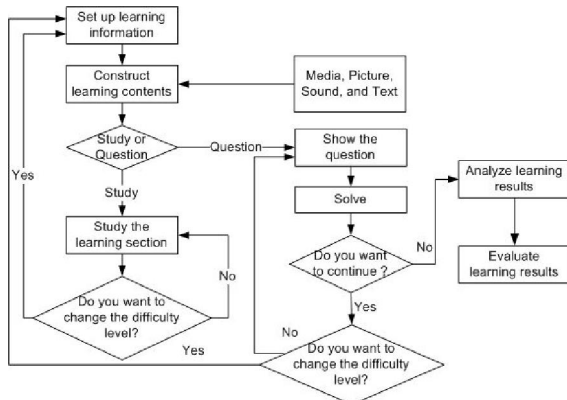 Set up learning
information
Construct
learning contents
Media, Picture,
Sound, and Text
Study or
Question
Question
Show the
question
Yes
Study
Solve
Analyze learning
results
Study the
learning section
No
Do you want
to continue ?
No
Evaluate
learning results
Do you want to
change the difficulty
level?
Yes
No
Yes
Do you want to
change the difficulty
level?